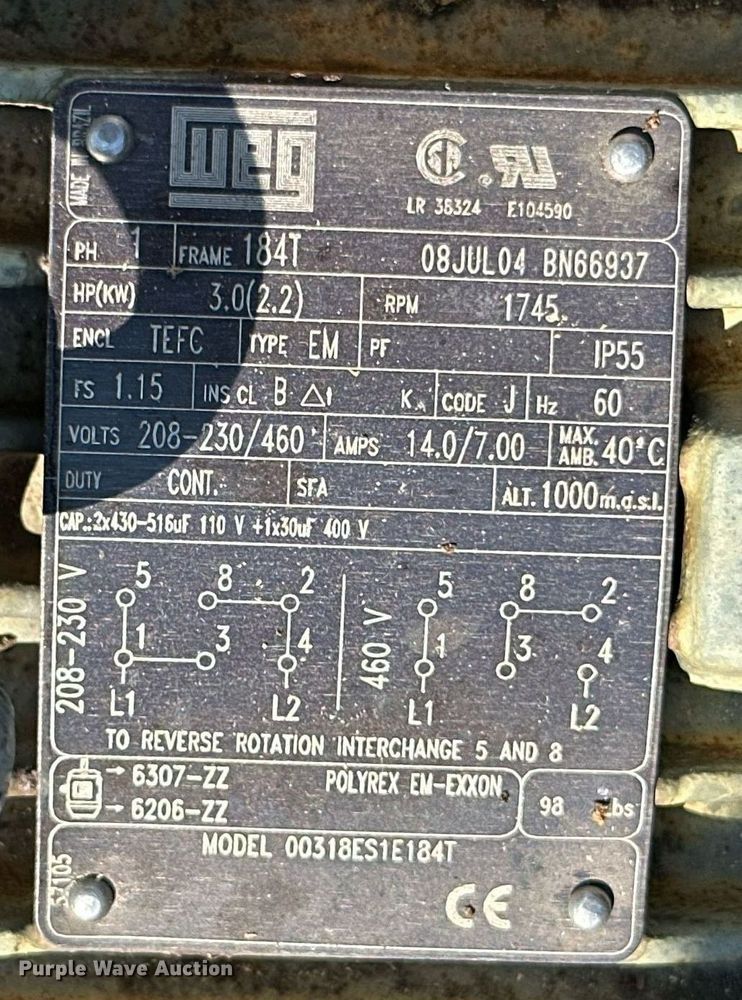 MADE IN BRAZIL
WEG
LR 38324 E104590
PH 1 FRAME 184T 08JUL04 BN66937
HP(KW) 3.0(2.2) RPM 1745
ENCL TEFC TYPE EM PF IP55
FS 1.15 INS CL B Δt K CODE J Hz 60
VOLTS 208-230/460 AMPS 14.0/7.00 MAX. AMB. 40°C
DUTY CONT. SFA ALT. 1000m.a.s.l.
CAP.:2x430-516uF 110 V +1x30uF 400 V
208-230 V
5 8 2
1 3 4
L1 L2
460 V
5 8 2
1 3 4
L1 L2
TO REVERSE ROTATION INTERCHANGE 5 AND 8
→ 6307-ZZ POLYREX EM-EXXON
→ 6206-ZZ
98 lbs
MODEL 00318ES1E184T
CE
Purple Wave Auction